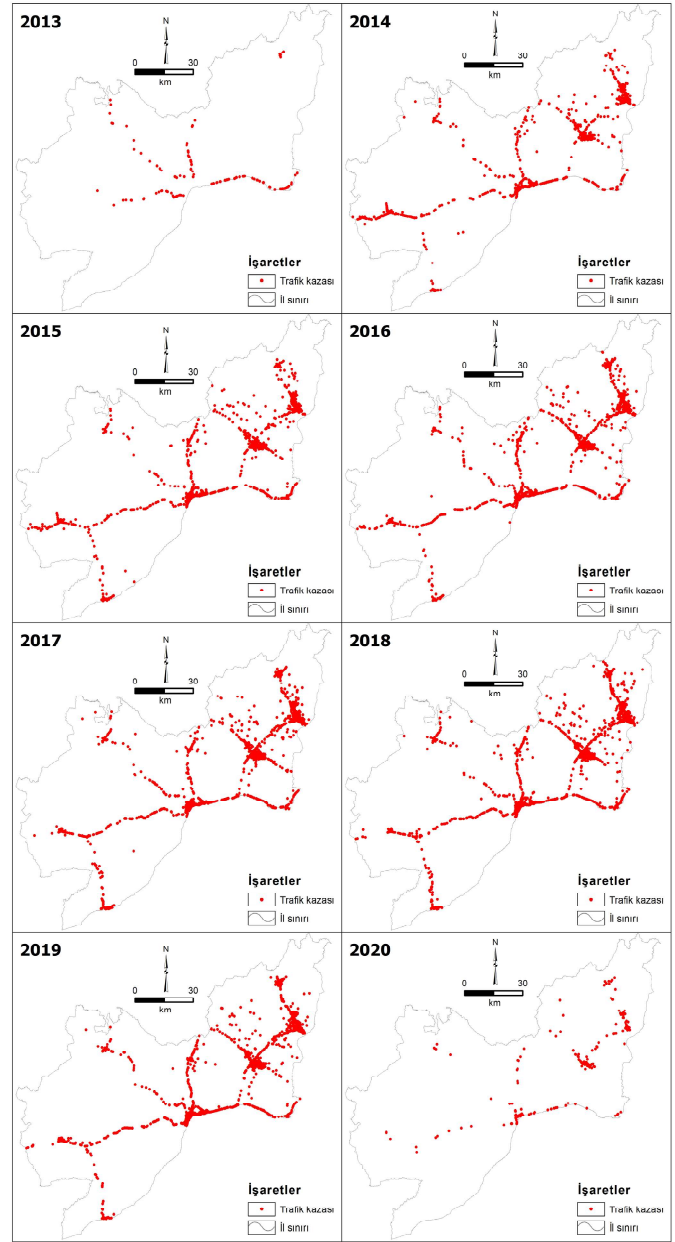 2013
N
0 30
km
İşaretler
Trafik kazası
İl sınırı
2014
N
0 30
km
İşaretler
Trafik kazası
İl sınırı
2015
N
0 30
km
İşaretler
Trafik kazası
İl sınırı
2016
N
0 30
km
İşaretler
Trafik kazası
İl sınırı
2017
N
0 30
km
İşaretler
Trafik kazası
İl sınırı
2018
N
0 30
km
İşaretler
Trafik kazası
İl sınırı
2019
N
0 30
km
İşaretler
Trafik kazası
İl sınırı
2020
N
0 30
km
İşaretler
Trafik kazası
İl sınırı